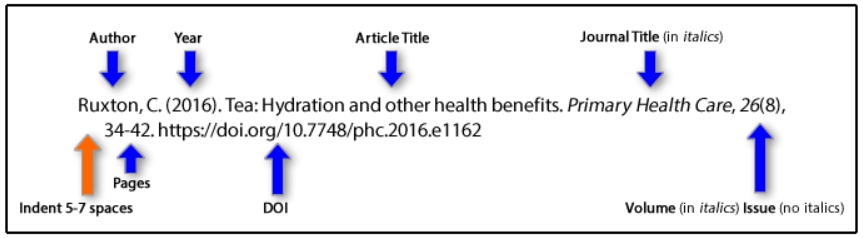 Author Year Article Title Journal Title (in italics)
Ruxton, C. (2016). Tea: Hydration and other health benefits. Primary Health Care, 26(8),
34-42. https://doi.org/10.7748/phc.2016.e1162
Pages
Indent 5-7 spaces DOI Volume (in italics) Issue (no italics)